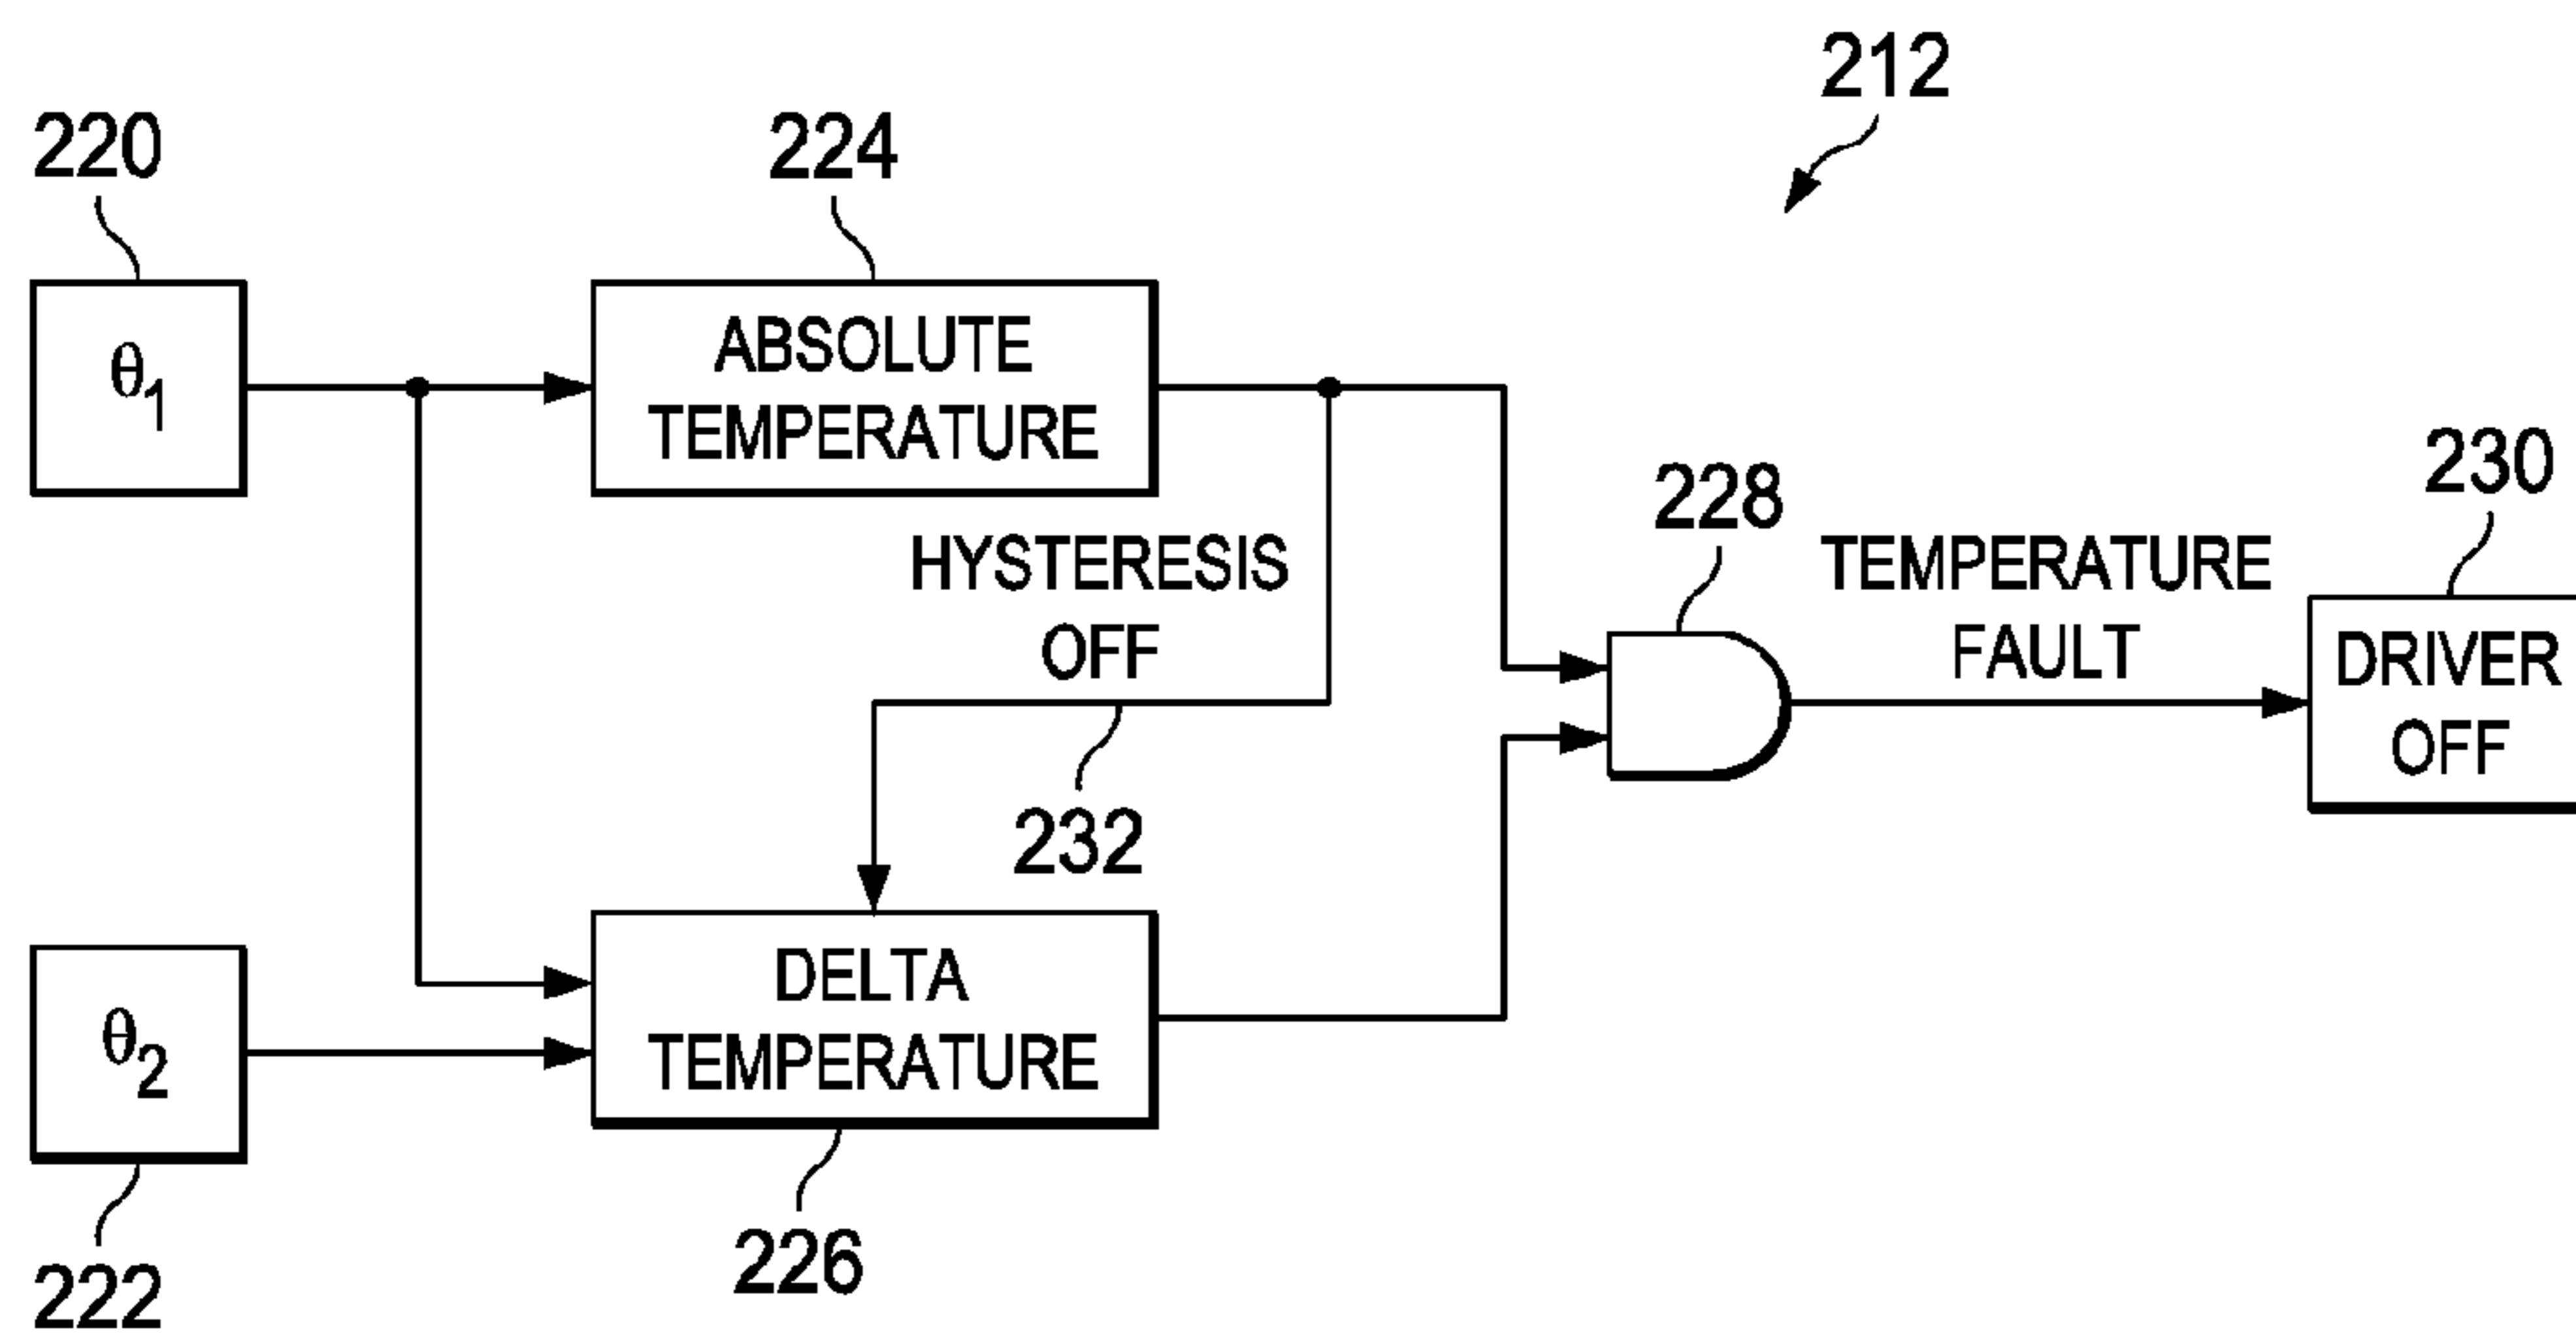 212
220
224
θ1
ABSOLUTE
TEMPERATURE
228
230
HYSTERESIS
OFF
TEMPERATURE
FAULT
DRIVER
OFF
232
θ2
DELTA
TEMPERATURE
226
222